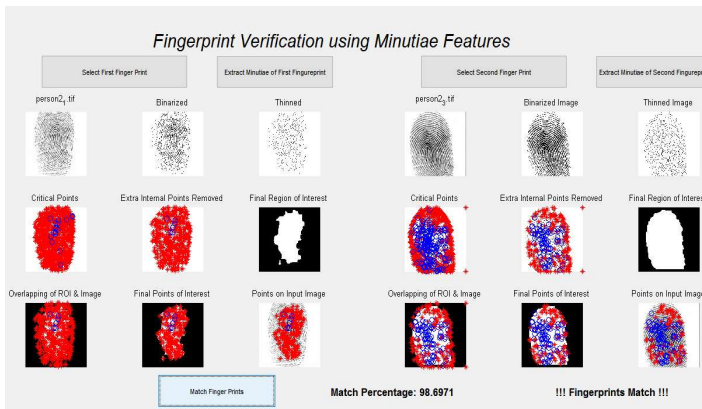 Fingerprint Verification using Minutiae Features
Select First Finger Print
Extract Minutiae of First Fingureprint
Select Second Finger Print
Extract Minutiae of Second Fingurepri
person2₁.tif
Binarized
Thinned
person2₃.tif
Binarized Image
Thinned Image
Critical Points
Extra Internal Points Removed
Final Region of Interest
Critical Points
Extra Internal Points Removed
Final Region of Interest
Overlapping of ROI & Image
Final Points of Interest
Points on Input Image
Overlapping of ROI & Image
Final Points of Interest
Points on Input Image
Match Finger Prints
Match Percentage: 98.6971
!!! Fingerprints Match !!!